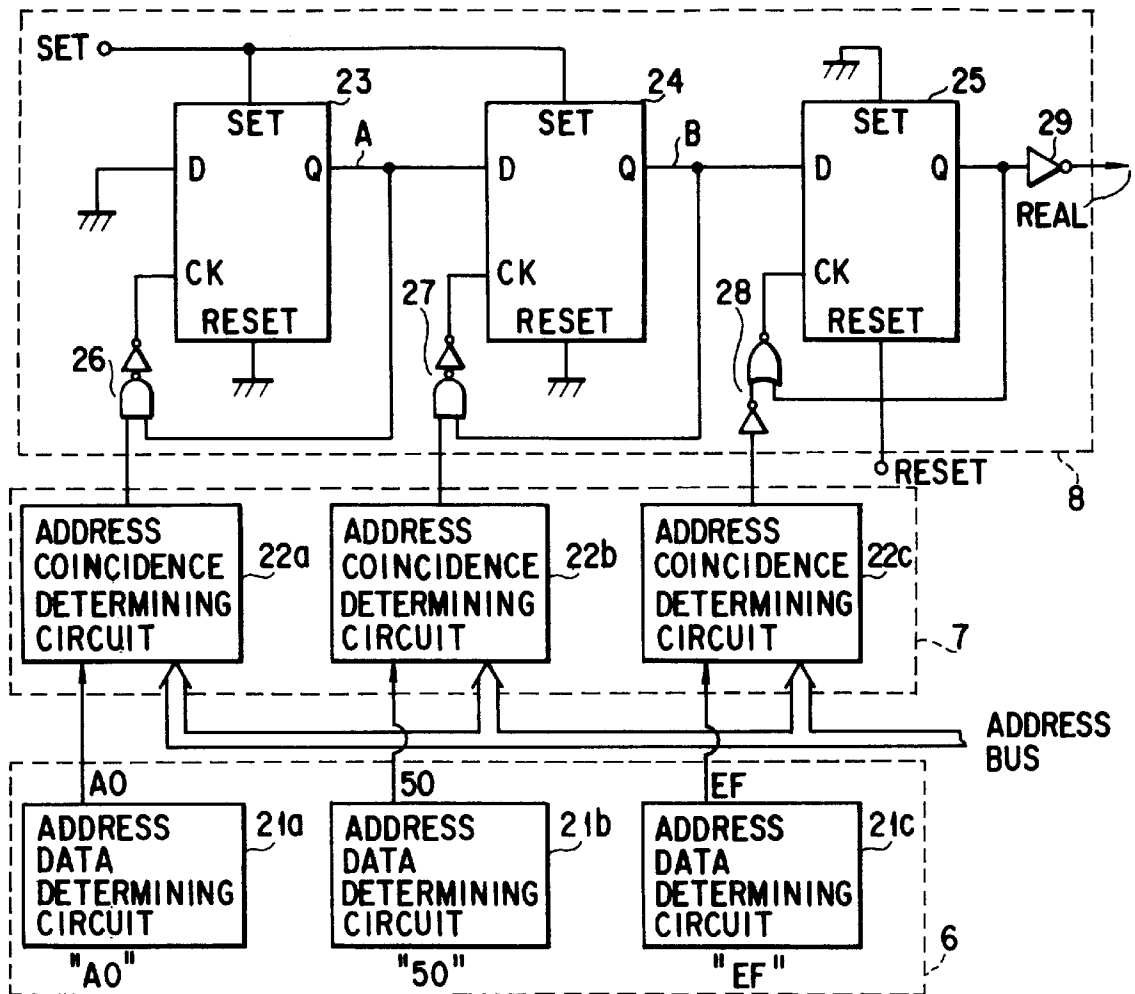 SET
23
24
25
SET
SET
SET
A
B
29
D
Q
D
Q
D
Q
REAL
CK
CK
CK
27
28
26
RESET
RESET
RESET
RESET
8
ADDRESS
COINCIDENCE
DETERMINING
CIRCUIT
22a
ADDRESS
COINCIDENCE
DETERMINING
CIRCUIT
22b
ADDRESS
COINCIDENCE
DETERMINING
CIRCUIT
22c
7
ADDRESS
BUS
A0
50
EF
ADDRESS
DATA
DETERMINING
CIRCUIT
21a
ADDRESS
DATA
DETERMINING
CIRCUIT
21b
ADDRESS
DATA
DETERMINING
CIRCUIT
21c
"A0"
"50"
"EF"
6